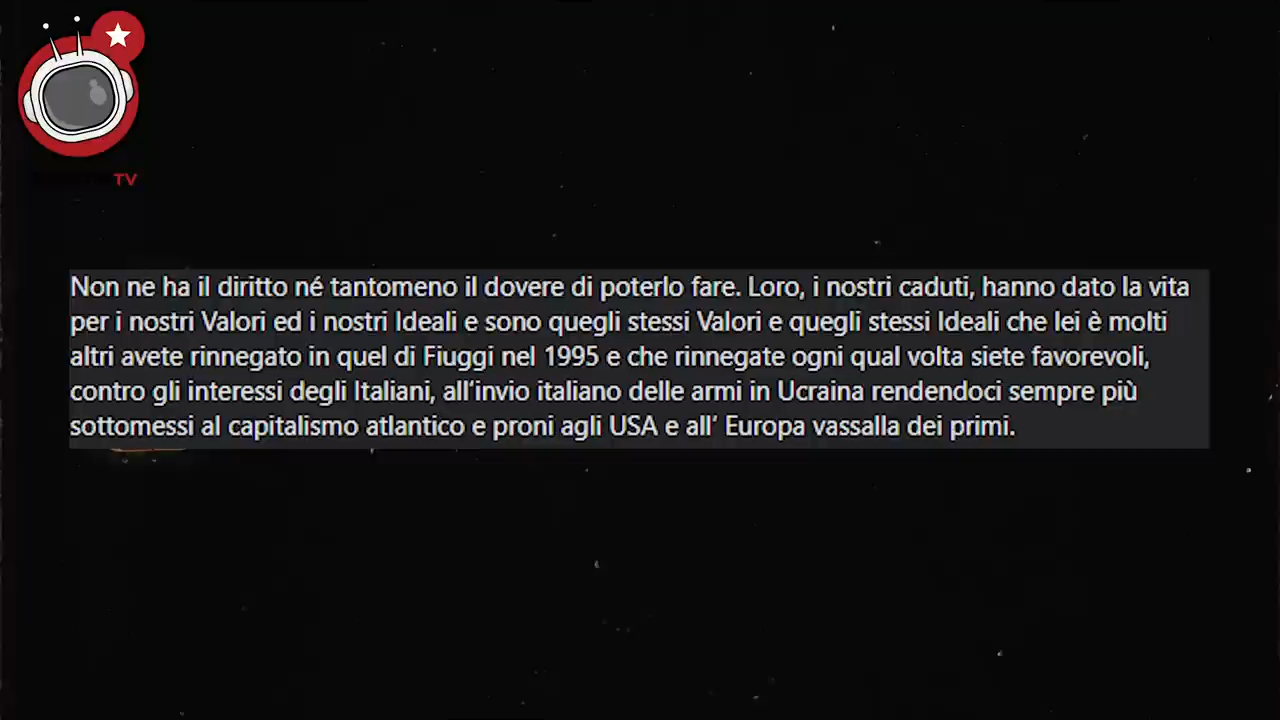 TV
Non ne ha il diritto né tantomeno il dovere di poterlo fare. Loro, i nostri caduti, hanno dato la vita
per i nostri Valori ed i nostri Ideali e sono quegli stessi Valori e quegli stessi Ideali che lei è molti
altri avete rinnegato in quel di Fiuggi nel 1995 e che rinnegate ogni qual volta siete favorevoli,
contro gli interessi degli Italiani, all‘invio italiano delle armi in Ucraina rendendoci sempre più
sottomessi al capitalismo atlantico e proni agli USA e all‘ Europa vassalla dei primi.